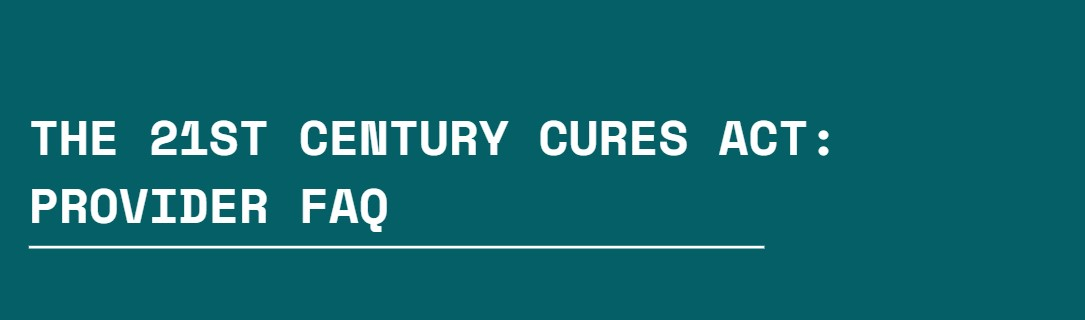 THE 21ST CENTURY CURES ACT:
PROVIDER FAQ